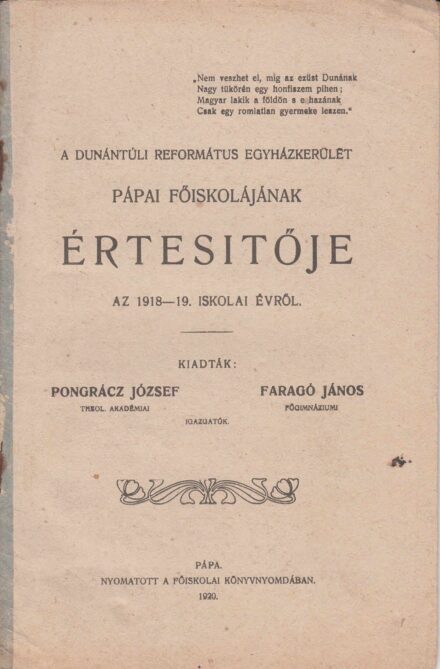 „Nem veszhet el, mig az ezüst Dunának
Nagy tükörén egy honfiszem pihen;
Magyar lakik a földön s e hazának
Csak egy romlatlan gyermeke leszen.“
A DUNÁNTÚLI REFORMÁTUS EGYHÁZKERÜLET
PÁPAI FŐISKOLÁJÁNAK
ÉRTESITŐJE
AZ 1918—19. ISKOLAI ÉVRŐL.
KIADTÁK:
PONGRÁCZ JÓZSEF FARAGÓ JÁNOS
THEOL. AKADÉMIAI FŐGIMNÁZIUMI
IGAZGATÓK.
PÁPA.
NYOMATOTT A FŐISKOLAI KÖNYVNYOMDÁBAN.
1920.